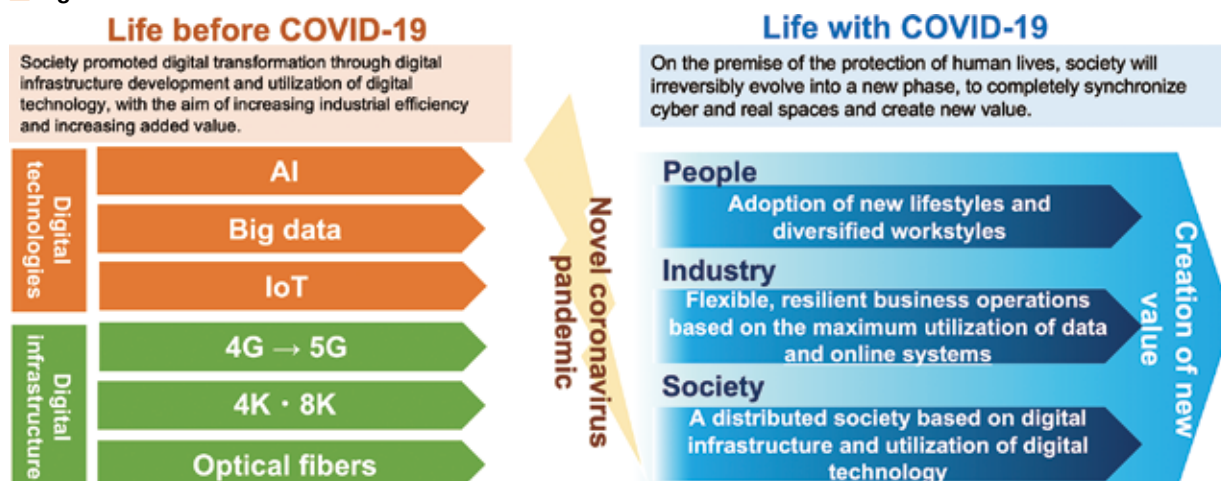 Life before COVID-19
Society promoted digital transformation through digital
infrastructure development and utilization of digital
technology, with the aim of increasing industrial efficiency
and increasing added value.
Digital
technologies
AI
Big data
IoT
Digital
infrastructure
4G → 5G
4K・8K
Optical fibers
Novel coronavirus
pandemic
Life with COVID-19
On the premise of the protection of human lives, society will
irreversibly evolve into a new phase, to completely synchronize
cyber and real spaces and create new value.
People
Adoption of new lifestyles and
diversified workstyles
Industry
Flexible, resilient business operations
based on the maximum utilization of data
and online systems
Society
A distributed society based on digital
infrastructure and utilization of digital
technology
Creation of new
value